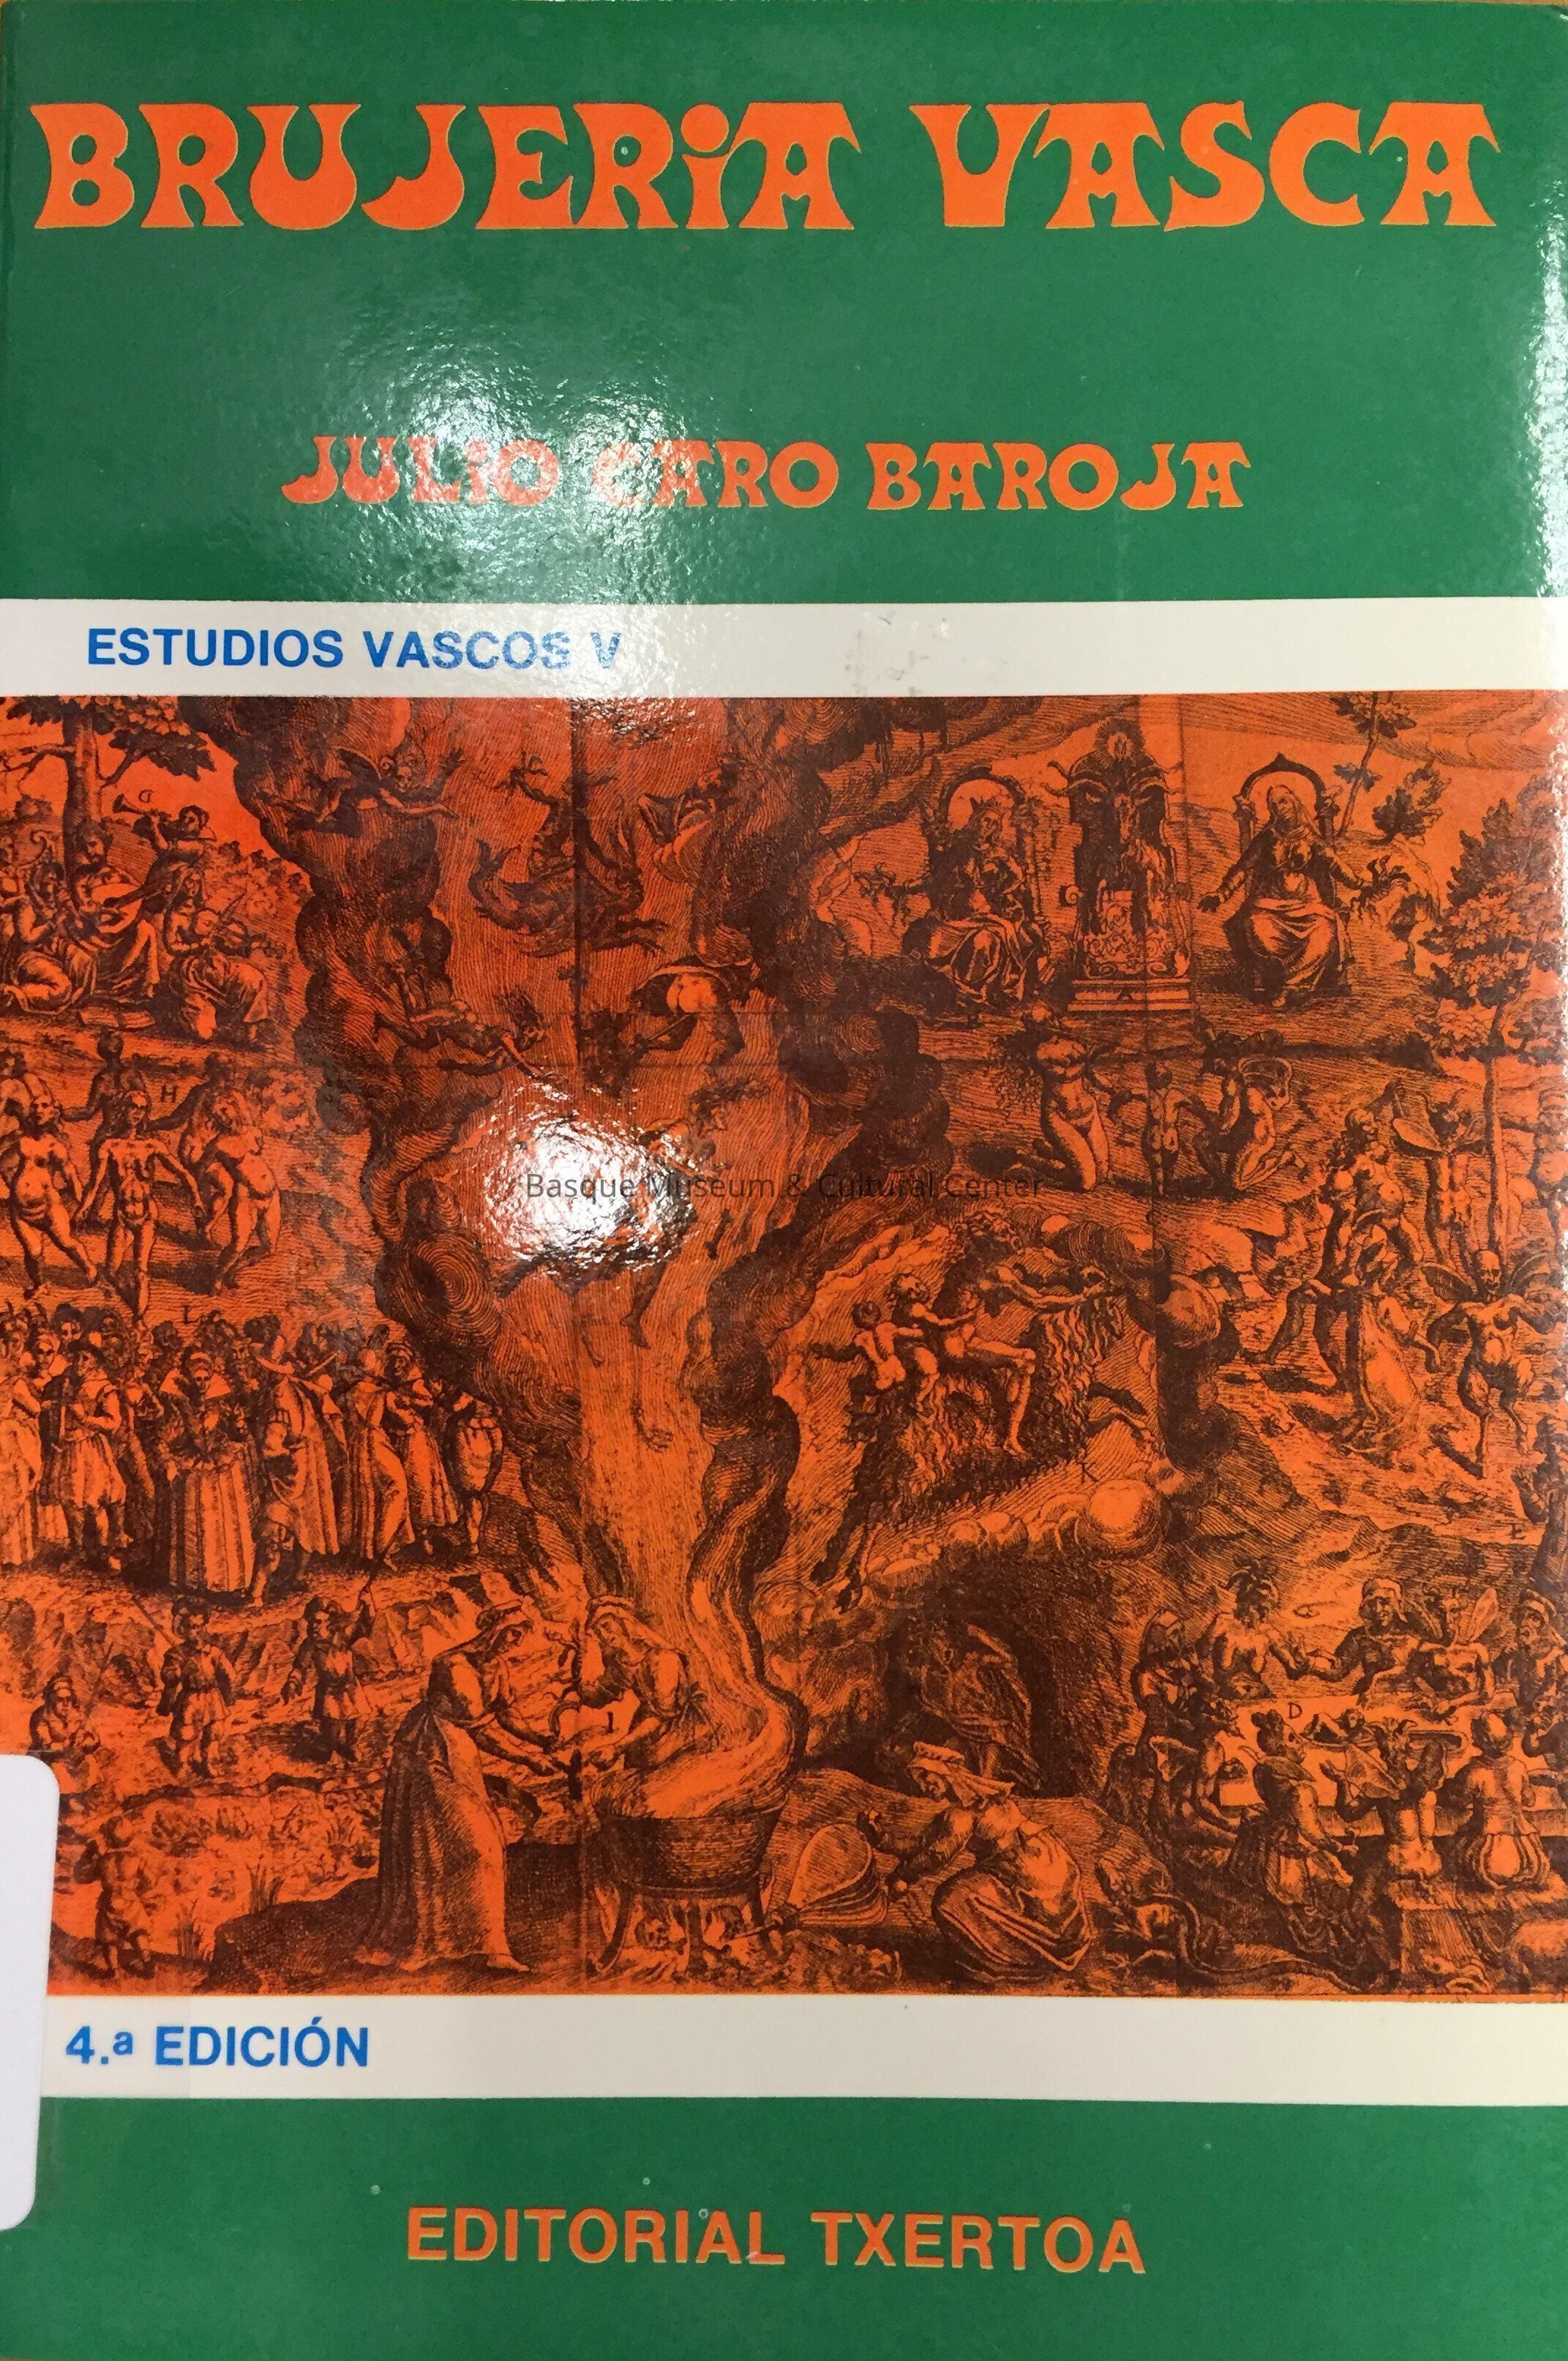 BRUJERiA VASCA
JULiO CARO BAROJA
ESTUDIOS VASCOS V
G
H
L
Basque Museum & Cultural Center
K
D
4.ª EDICIÓN
EDITORIAL TXERTOA